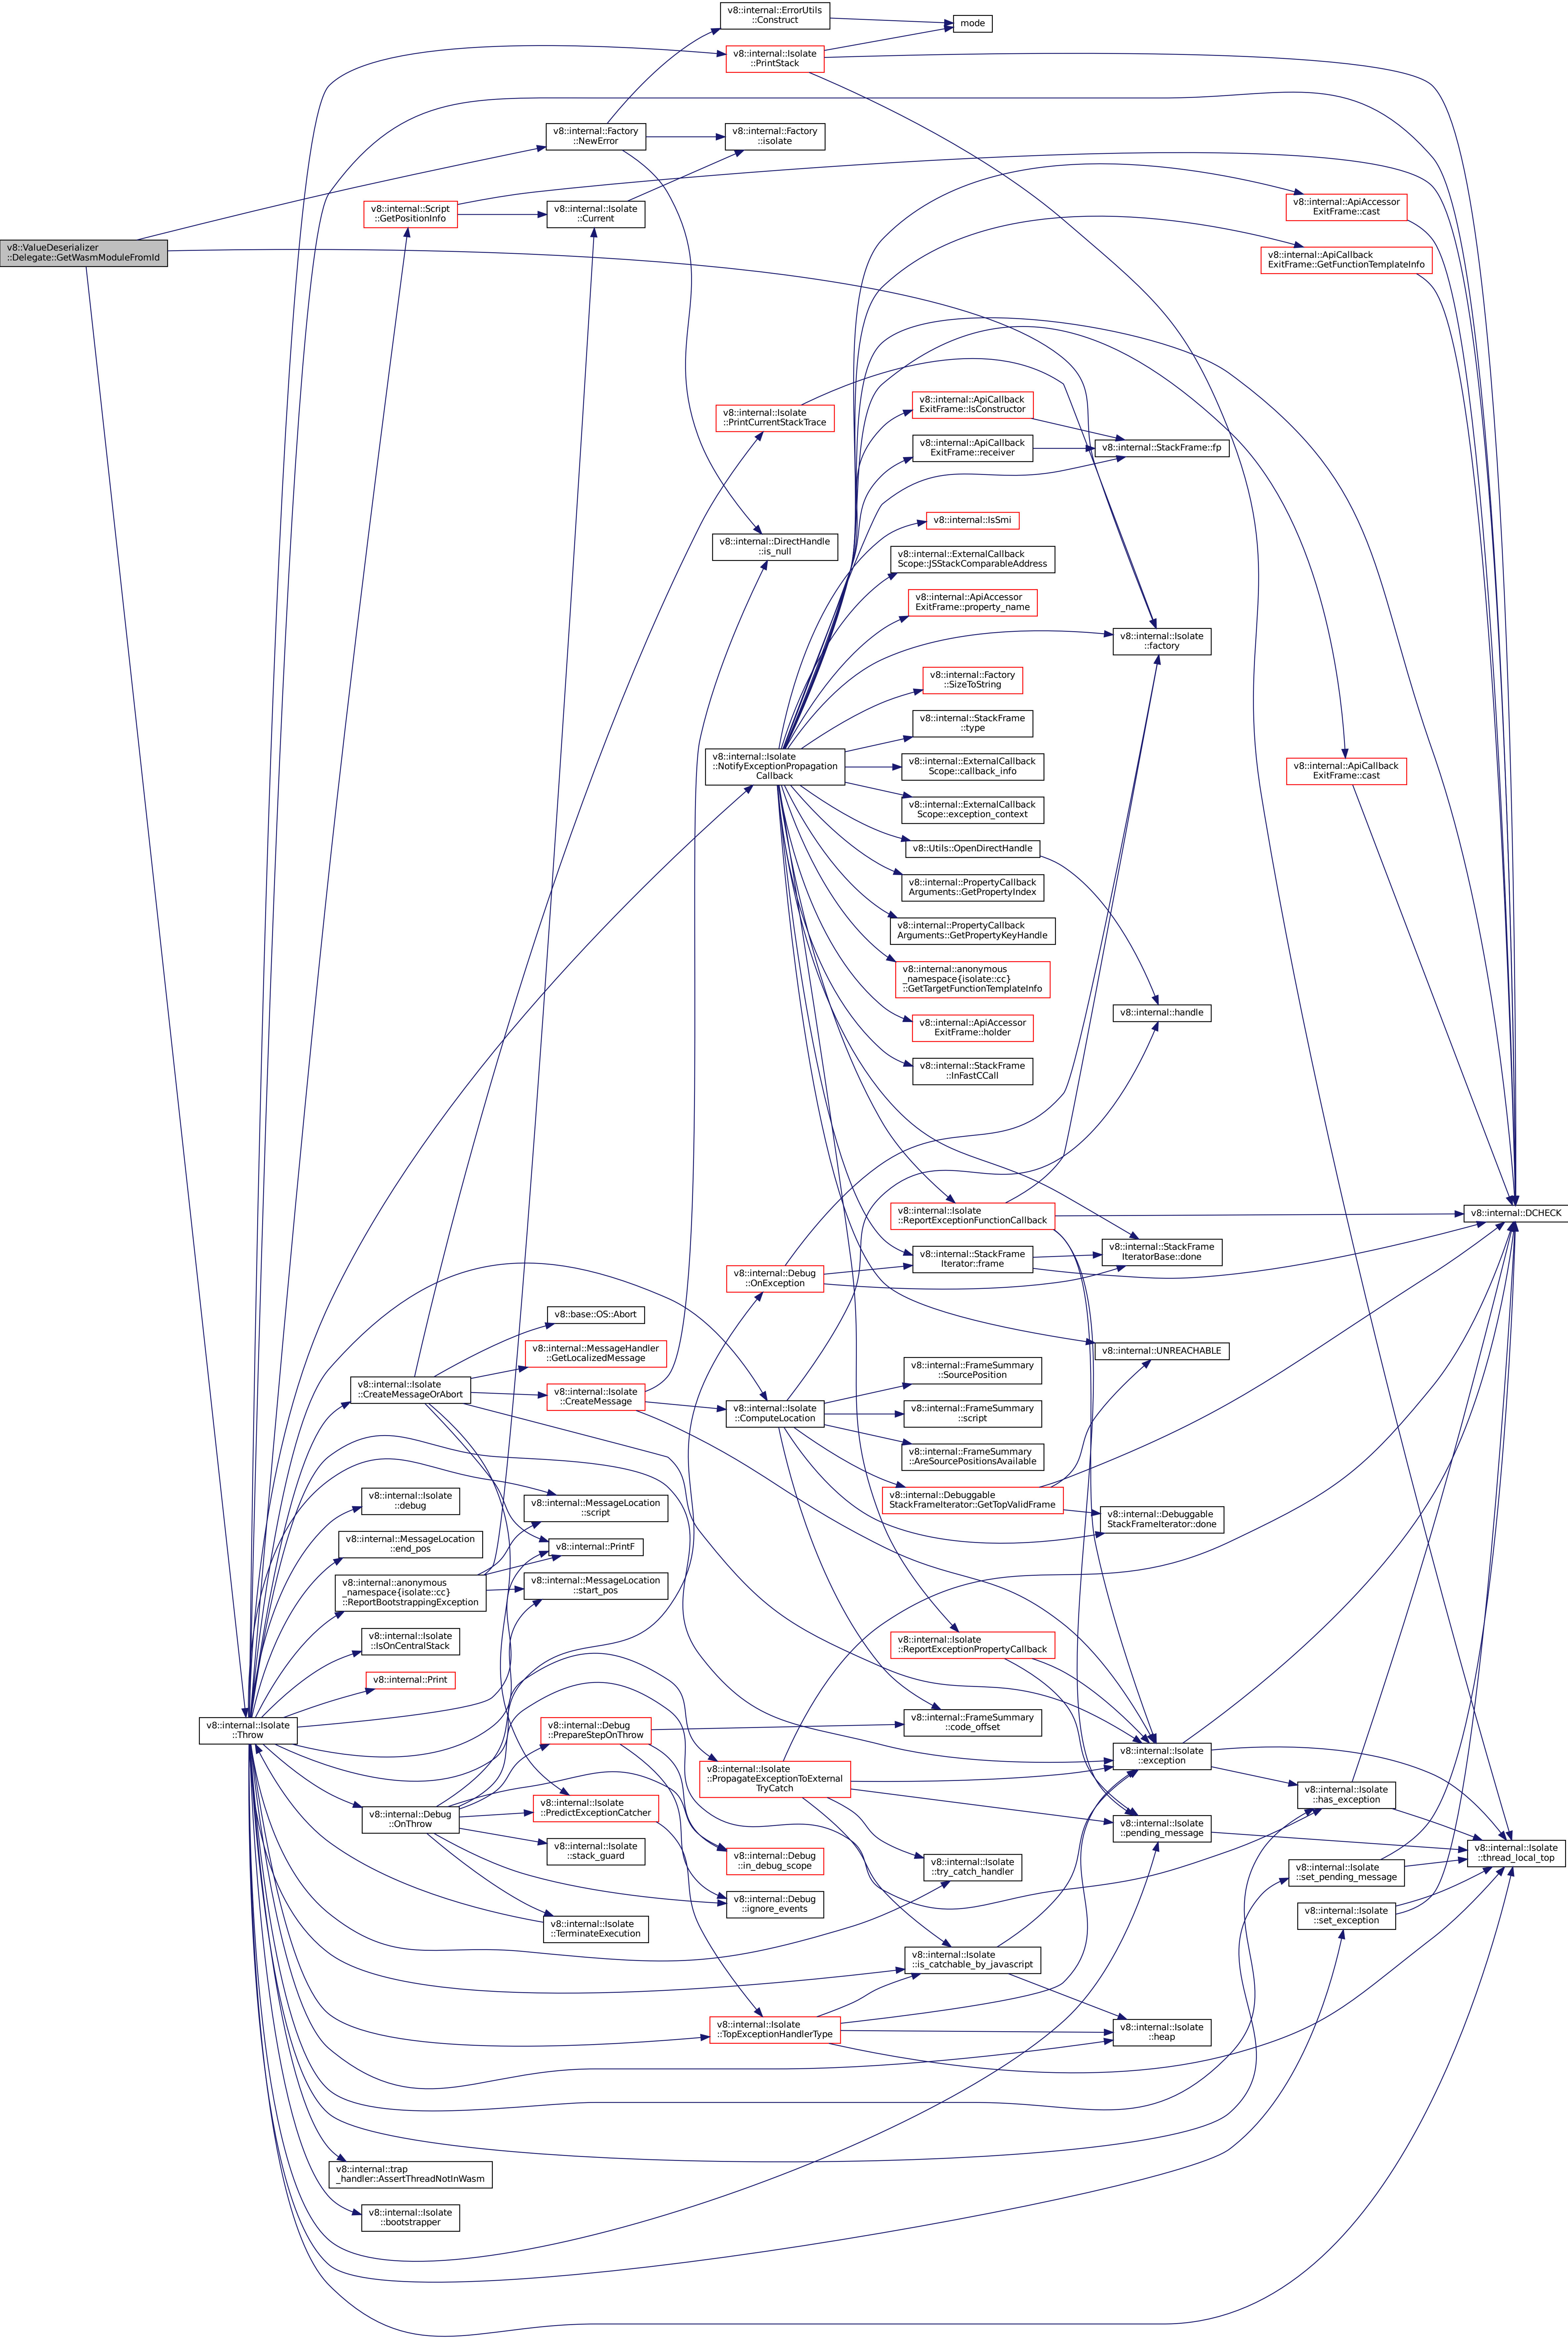 v8::internal::ErrorUtils
::Construct
mode
v8::internal::Isolate
::PrintStack
v8::internal::Factory
::NewError
v8::internal::Factory
::isolate
v8::internal::ApiAccessor
ExitFrame::cast
v8::internal::Script
::GetPositionInfo
v8::internal::Isolate
::Current
v8::ValueDeserializer
::Delegate::GetWasmModuleFromId
v8::internal::ApiCallback
ExitFrame::GetFunctionTemplateInfo
v8::internal::Isolate
::PrintCurrentStackTrace
v8::internal::ApiCallback
ExitFrame::IsConstructor
v8::internal::ApiCallback
ExitFrame::receiver
v8::internal::StackFrame::fp
v8::internal::IsSmi
v8::internal::DirectHandle
::is_null
v8::internal::ExternalCallback
Scope::JSStackComparableAddress
v8::internal::ApiAccessor
ExitFrame::property_name
v8::internal::Isolate
::factory
v8::internal::Factory
::SizeToString
v8::internal::StackFrame
::type
v8::internal::Isolate
::NotifyExceptionPropagation
Callback
v8::internal::ExternalCallback
Scope::callback_info
v8::internal::ApiCallback
ExitFrame::cast
v8::internal::ExternalCallback
Scope::exception_context
v8::Utils::OpenDirectHandle
v8::internal::PropertyCallback
Arguments::GetPropertyIndex
v8::internal::PropertyCallback
Arguments::GetPropertyKeyHandle
v8::internal::anonymous
_namespace{isolate::cc}
::GetTargetFunctionTemplateInfo
v8::internal::handle
v8::internal::ApiAccessor
ExitFrame::holder
v8::internal::StackFrame
::InFastCCall
v8::internal::Isolate
::ReportExceptionFunctionCallback
v8::internal::DCHECK
v8::internal::StackFrame
Iterator::frame
v8::internal::StackFrame
IteratorBase::done
v8::internal::Debug
::OnException
v8::base::OS::Abort
v8::internal::MessageHandler
::GetLocalizedMessage
v8::internal::UNREACHABLE
v8::internal::FrameSummary
::SourcePosition
v8::internal::Isolate
::CreateMessageOrAbort
v8::internal::Isolate
::CreateMessage
v8::internal::Isolate
::ComputeLocation
v8::internal::FrameSummary
::script
v8::internal::FrameSummary
::AreSourcePositionsAvailable
v8::internal::Isolate
::debug
v8::internal::MessageLocation
::script
v8::internal::Debuggable
StackFrameIterator::GetTopValidFrame
v8::internal::Debuggable
StackFrameIterator::done
v8::internal::MessageLocation
::end_pos
v8::internal::PrintF
v8::internal::anonymous
_namespace{isolate::cc}
::ReportBootstrappingException
v8::internal::MessageLocation
::start_pos
v8::internal::Isolate
::IsOnCentralStack
v8::internal::Isolate
::ReportExceptionPropertyCallback
v8::internal::Print
v8::internal::Isolate
::Throw
v8::internal::Debug
::PrepareStepOnThrow
v8::internal::FrameSummary
::code_offset
v8::internal::Isolate
::exception
v8::internal::Isolate
::PropagateExceptionToExternal
TryCatch
v8::internal::Isolate
::has_exception
v8::internal::Debug
::OnThrow
v8::internal::Isolate
::PredictExceptionCatcher
v8::internal::Isolate
::pending_message
v8::internal::Isolate
::stack_guard
v8::internal::Debug
::in_debug_scope
v8::internal::Isolate
::try_catch_handler
v8::internal::Isolate
::thread_local_top
v8::internal::Isolate
::set_pending_message
v8::internal::Debug
::ignore_events
v8::internal::Isolate
::TerminateExecution
v8::internal::Isolate
::set_exception
v8::internal::Isolate
::is_catchable_by_javascript
v8::internal::Isolate
::TopExceptionHandlerType
v8::internal::Isolate
::heap
v8::internal::trap
_handler::AssertThreadNotInWasm
v8::internal::Isolate
::bootstrapper